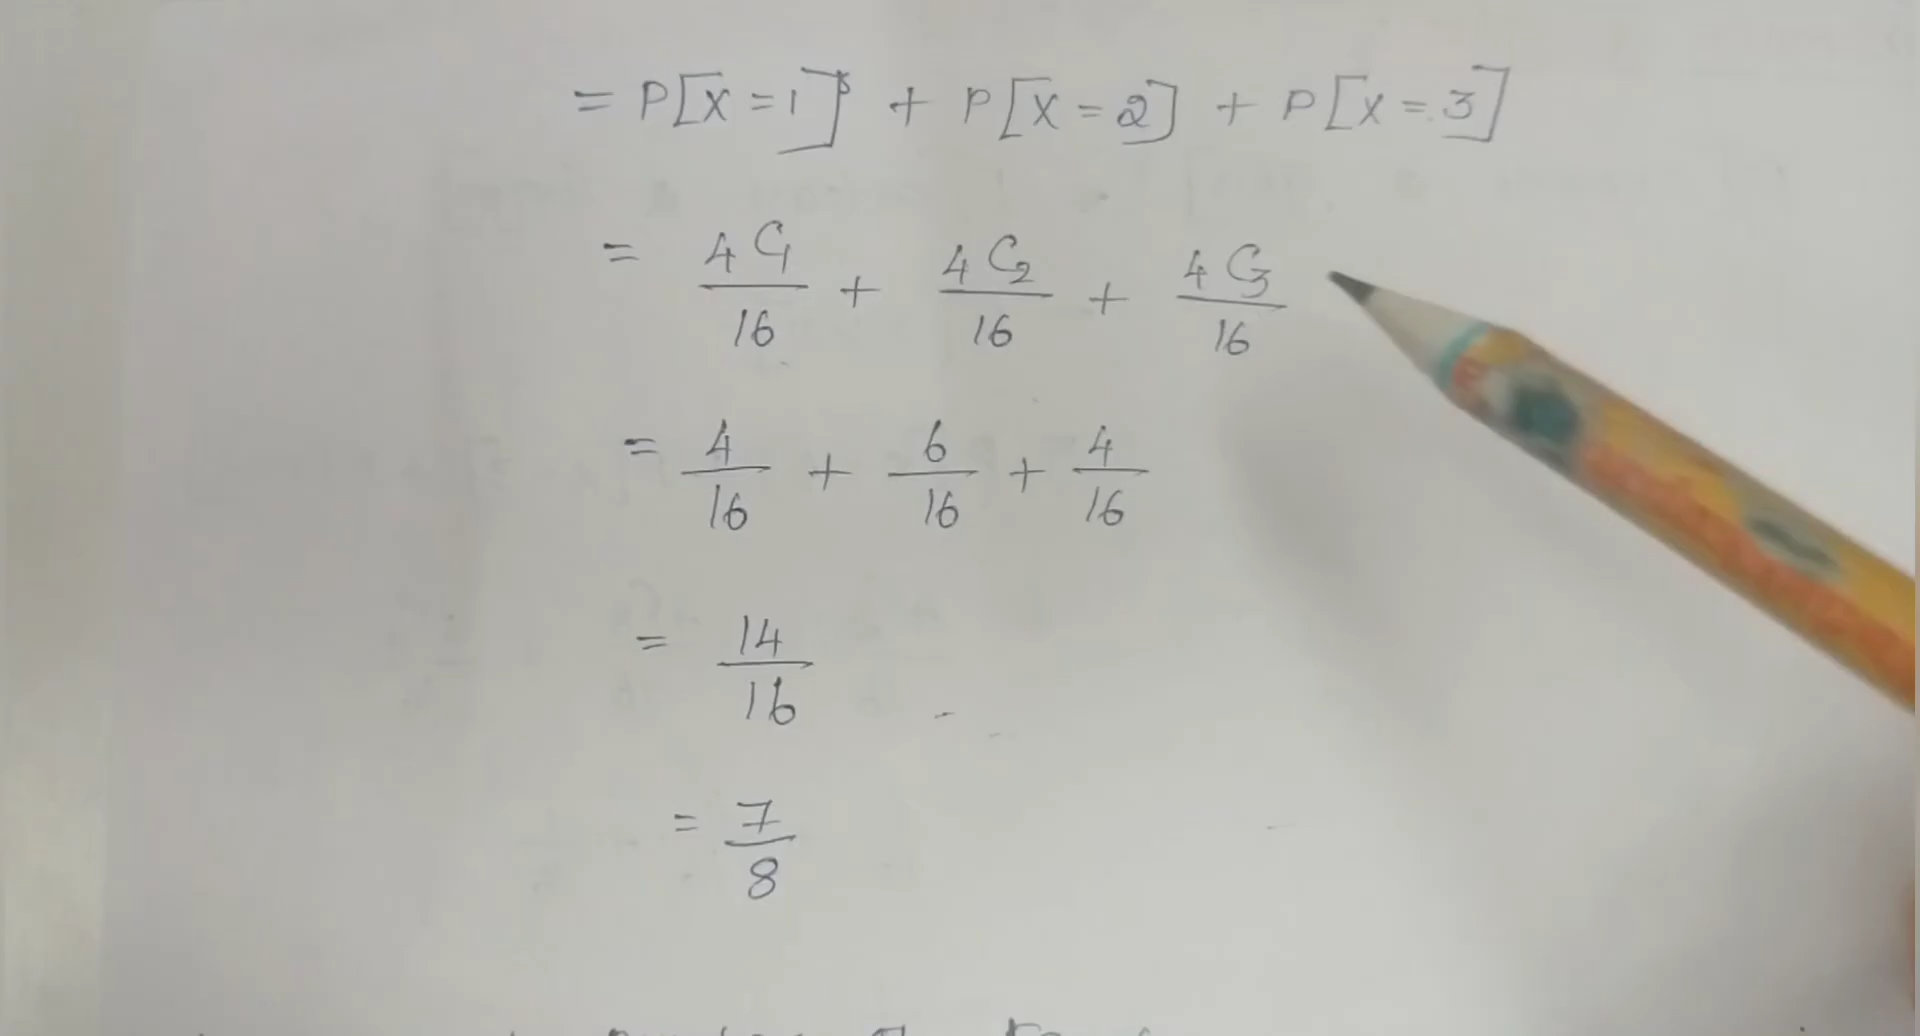 = P[X = 1] + P[X = 2] + P[X = 3]
= 4C1/16 + 4C2/16 + 4C3/16
= 4/16 + 6/16 + 4/16
= 14/16
= 7/8